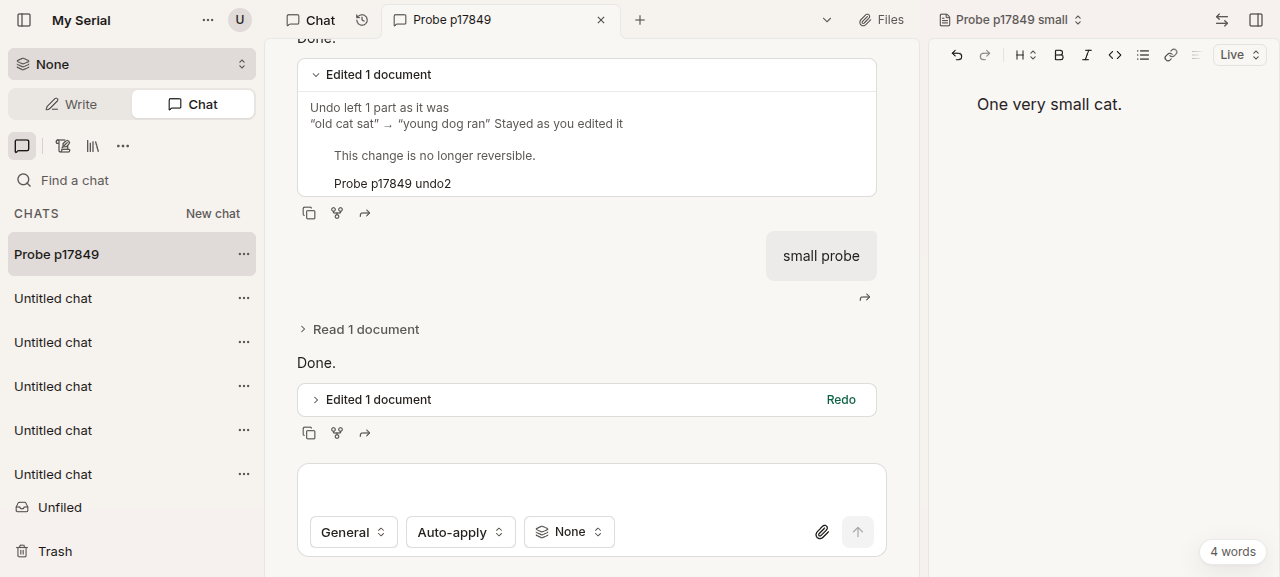 My Serial
U
None
Write
Chat
Find a chat
CHATS
New chat
Probe p17849
Untitled chat
Untitled chat
Untitled chat
Untitled chat
Untitled chat
Unfiled
Trash
Chat
Probe p17849
Files
Done.
Edited 1 document
Undo left 1 part as it was
“old cat sat” → “young dog ran” Stayed as you edited it
This change is no longer reversible.
Probe p17849 undo2
small probe
Read 1 document
Done.
Edited 1 document
Redo
General
Auto-apply
None
Probe p17849 small
H
B
I
Live
One very small cat.
4 words